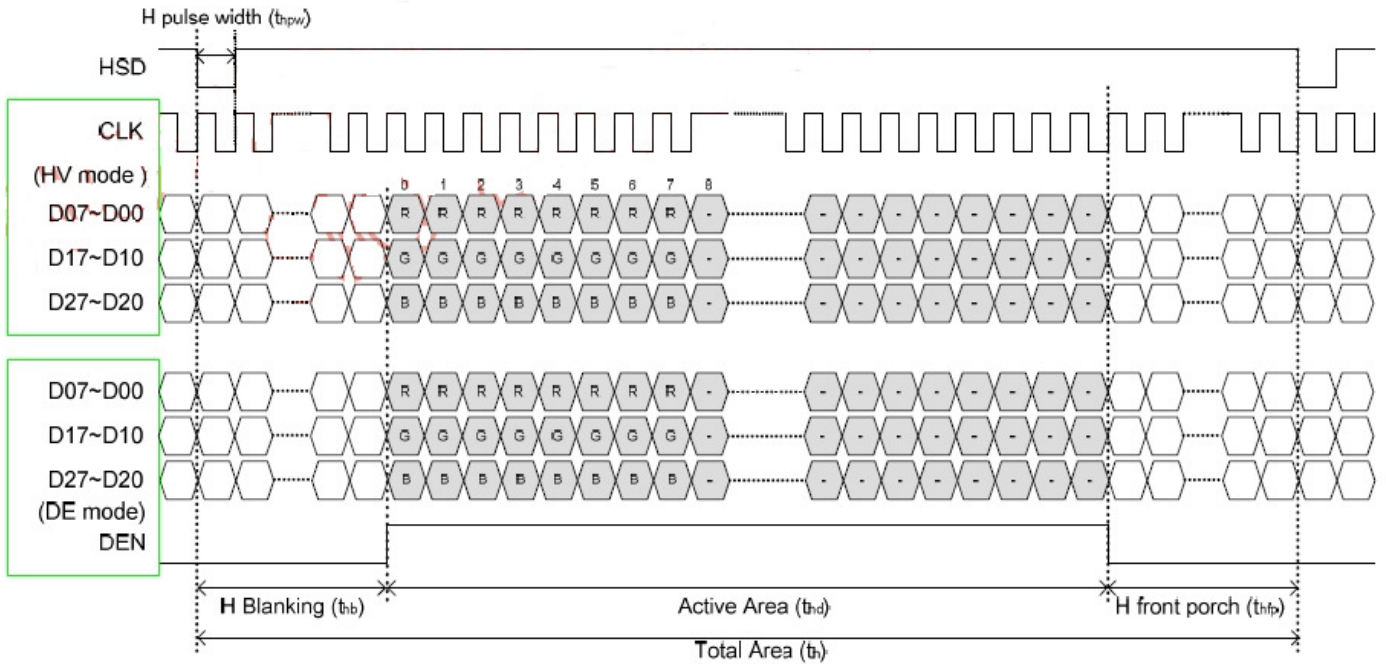 H pulse width (thpw)
HSD
CLK
(HV mode )
0 1 2 3 4 5 6 7 8
D07~D00 R R R R R R R R - - - - - - - - -
D17~D10 G G G G G G G G - - - - - - - - -
D27~D20 B B B B B B B B - - - - - - - - -
D07~D00 R R R R R R R R - - - - - - - - -
D17~D10 G G G G G G G G - - - - - - - - -
D27~D20 B B B B B B B B - - - - - - - - -
(DE mode)
DEN
H Blanking (thb) Active Area (thd) H front porch (thfp)
Total Area (th)